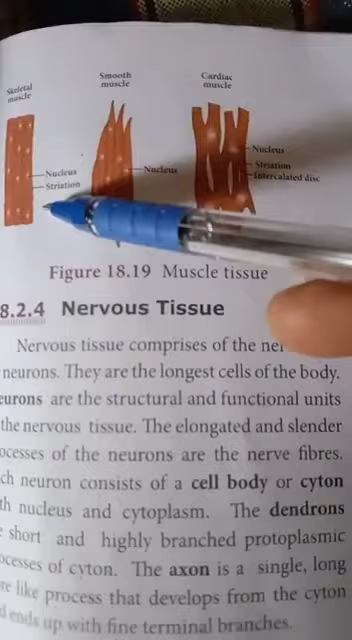 Skeletal muscle
Smooth muscle
Cardiac muscle
Nucleus
Striation
Nucleus
Nucleus
Striation
Intercalated disc
Figure 18.19 Muscle tissue
8.2.4 Nervous Tissue
Nervous tissue comprises of the
neurons. They are the longest cells of the body.
eurons are the structural and functional units
the nervous tissue. The elongated and slender
ocesses of the neurons are the nerve fibres.
ch neuron consists of a cell body or cyton
th nucleus and cytoplasm. The dendrons
e short and highly branched protoplasmic
ocesses of cyton. The axon is a single, long
re like process that develops from the cyton
d ends up with fine terminal branches.